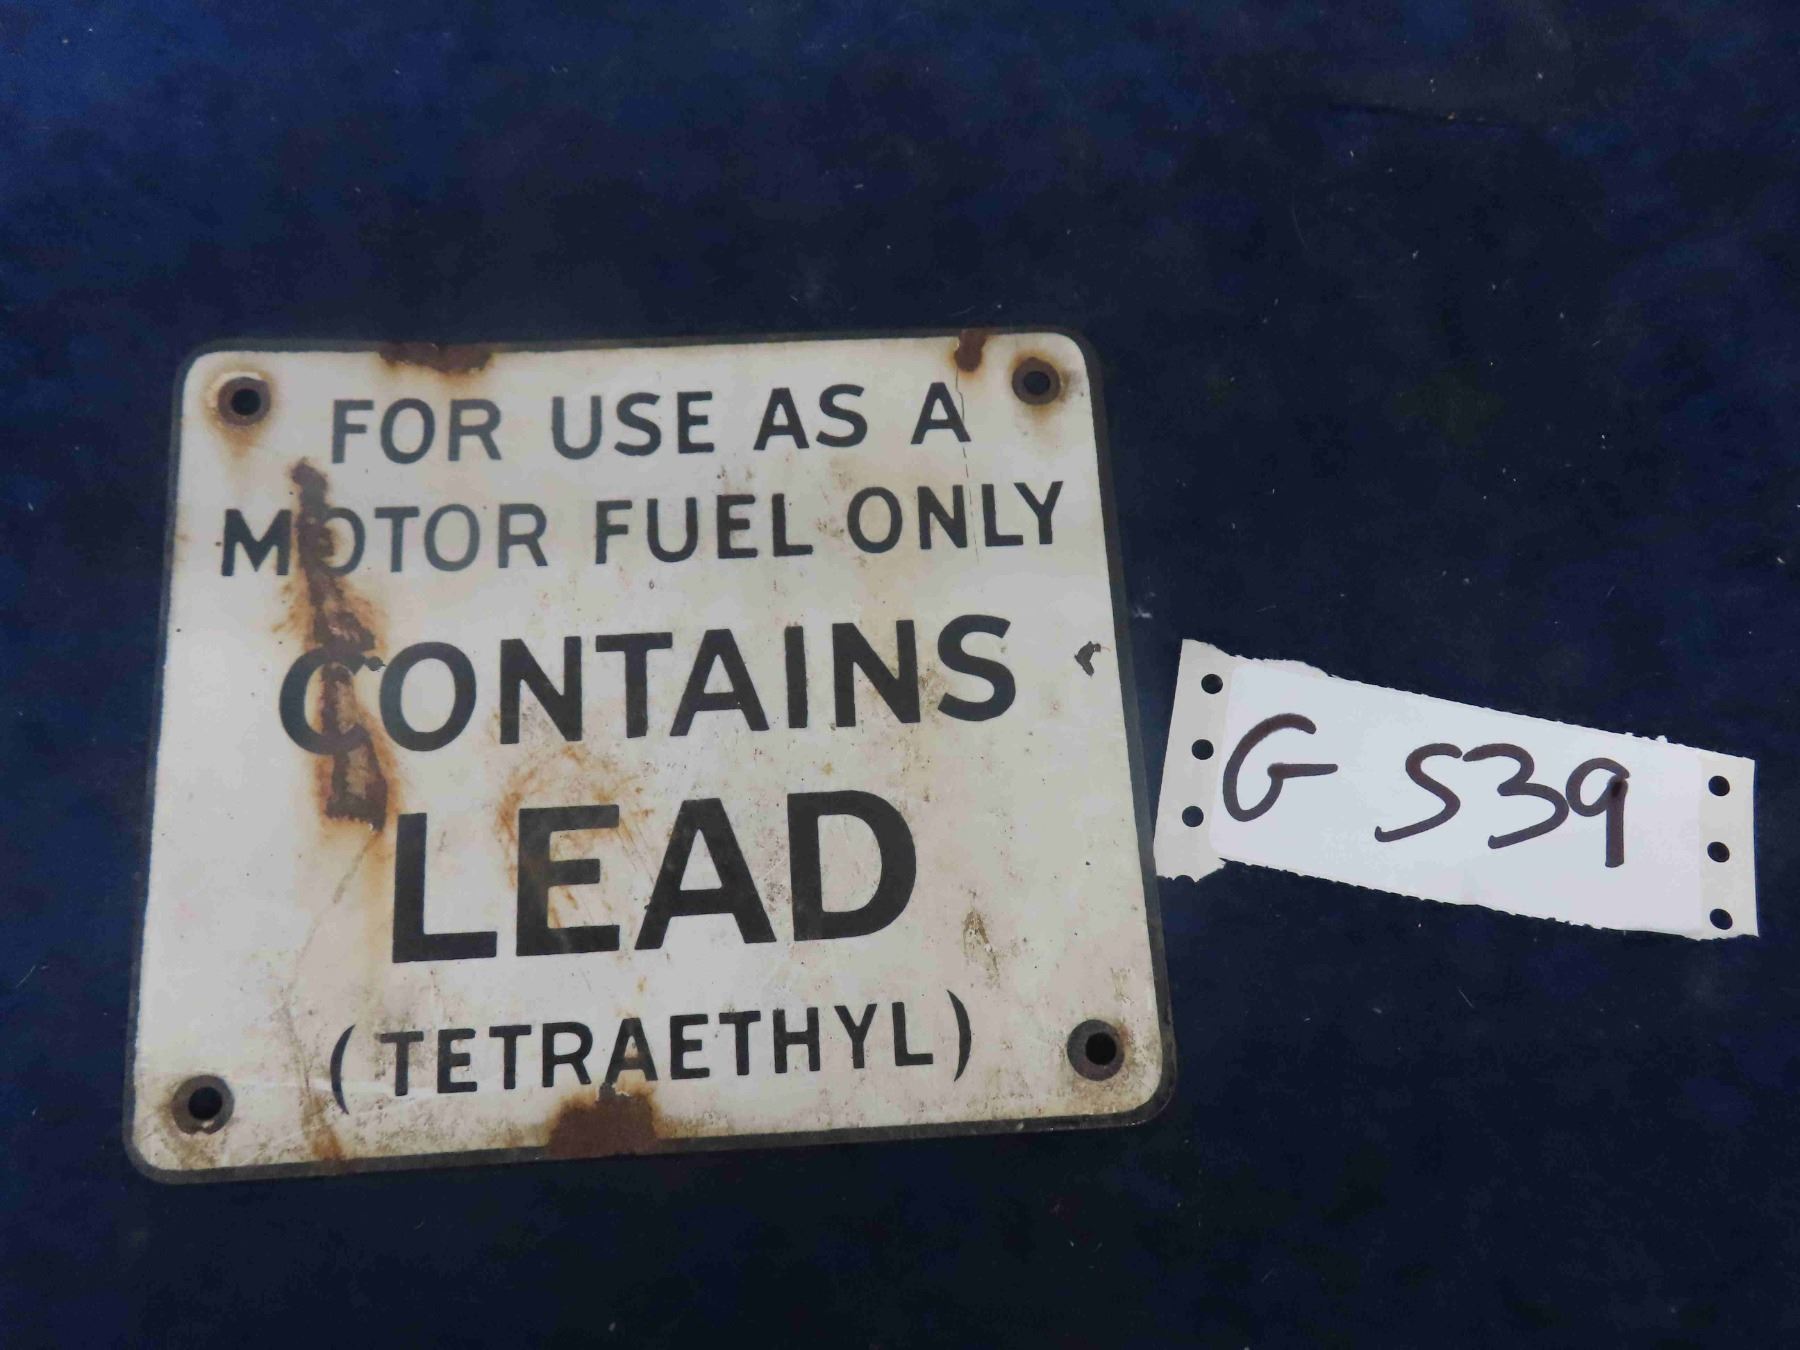 FOR USE AS A
MOTOR FUEL ONLY
CONTAINS
LEAD
(TETRAETHYL)
G 539